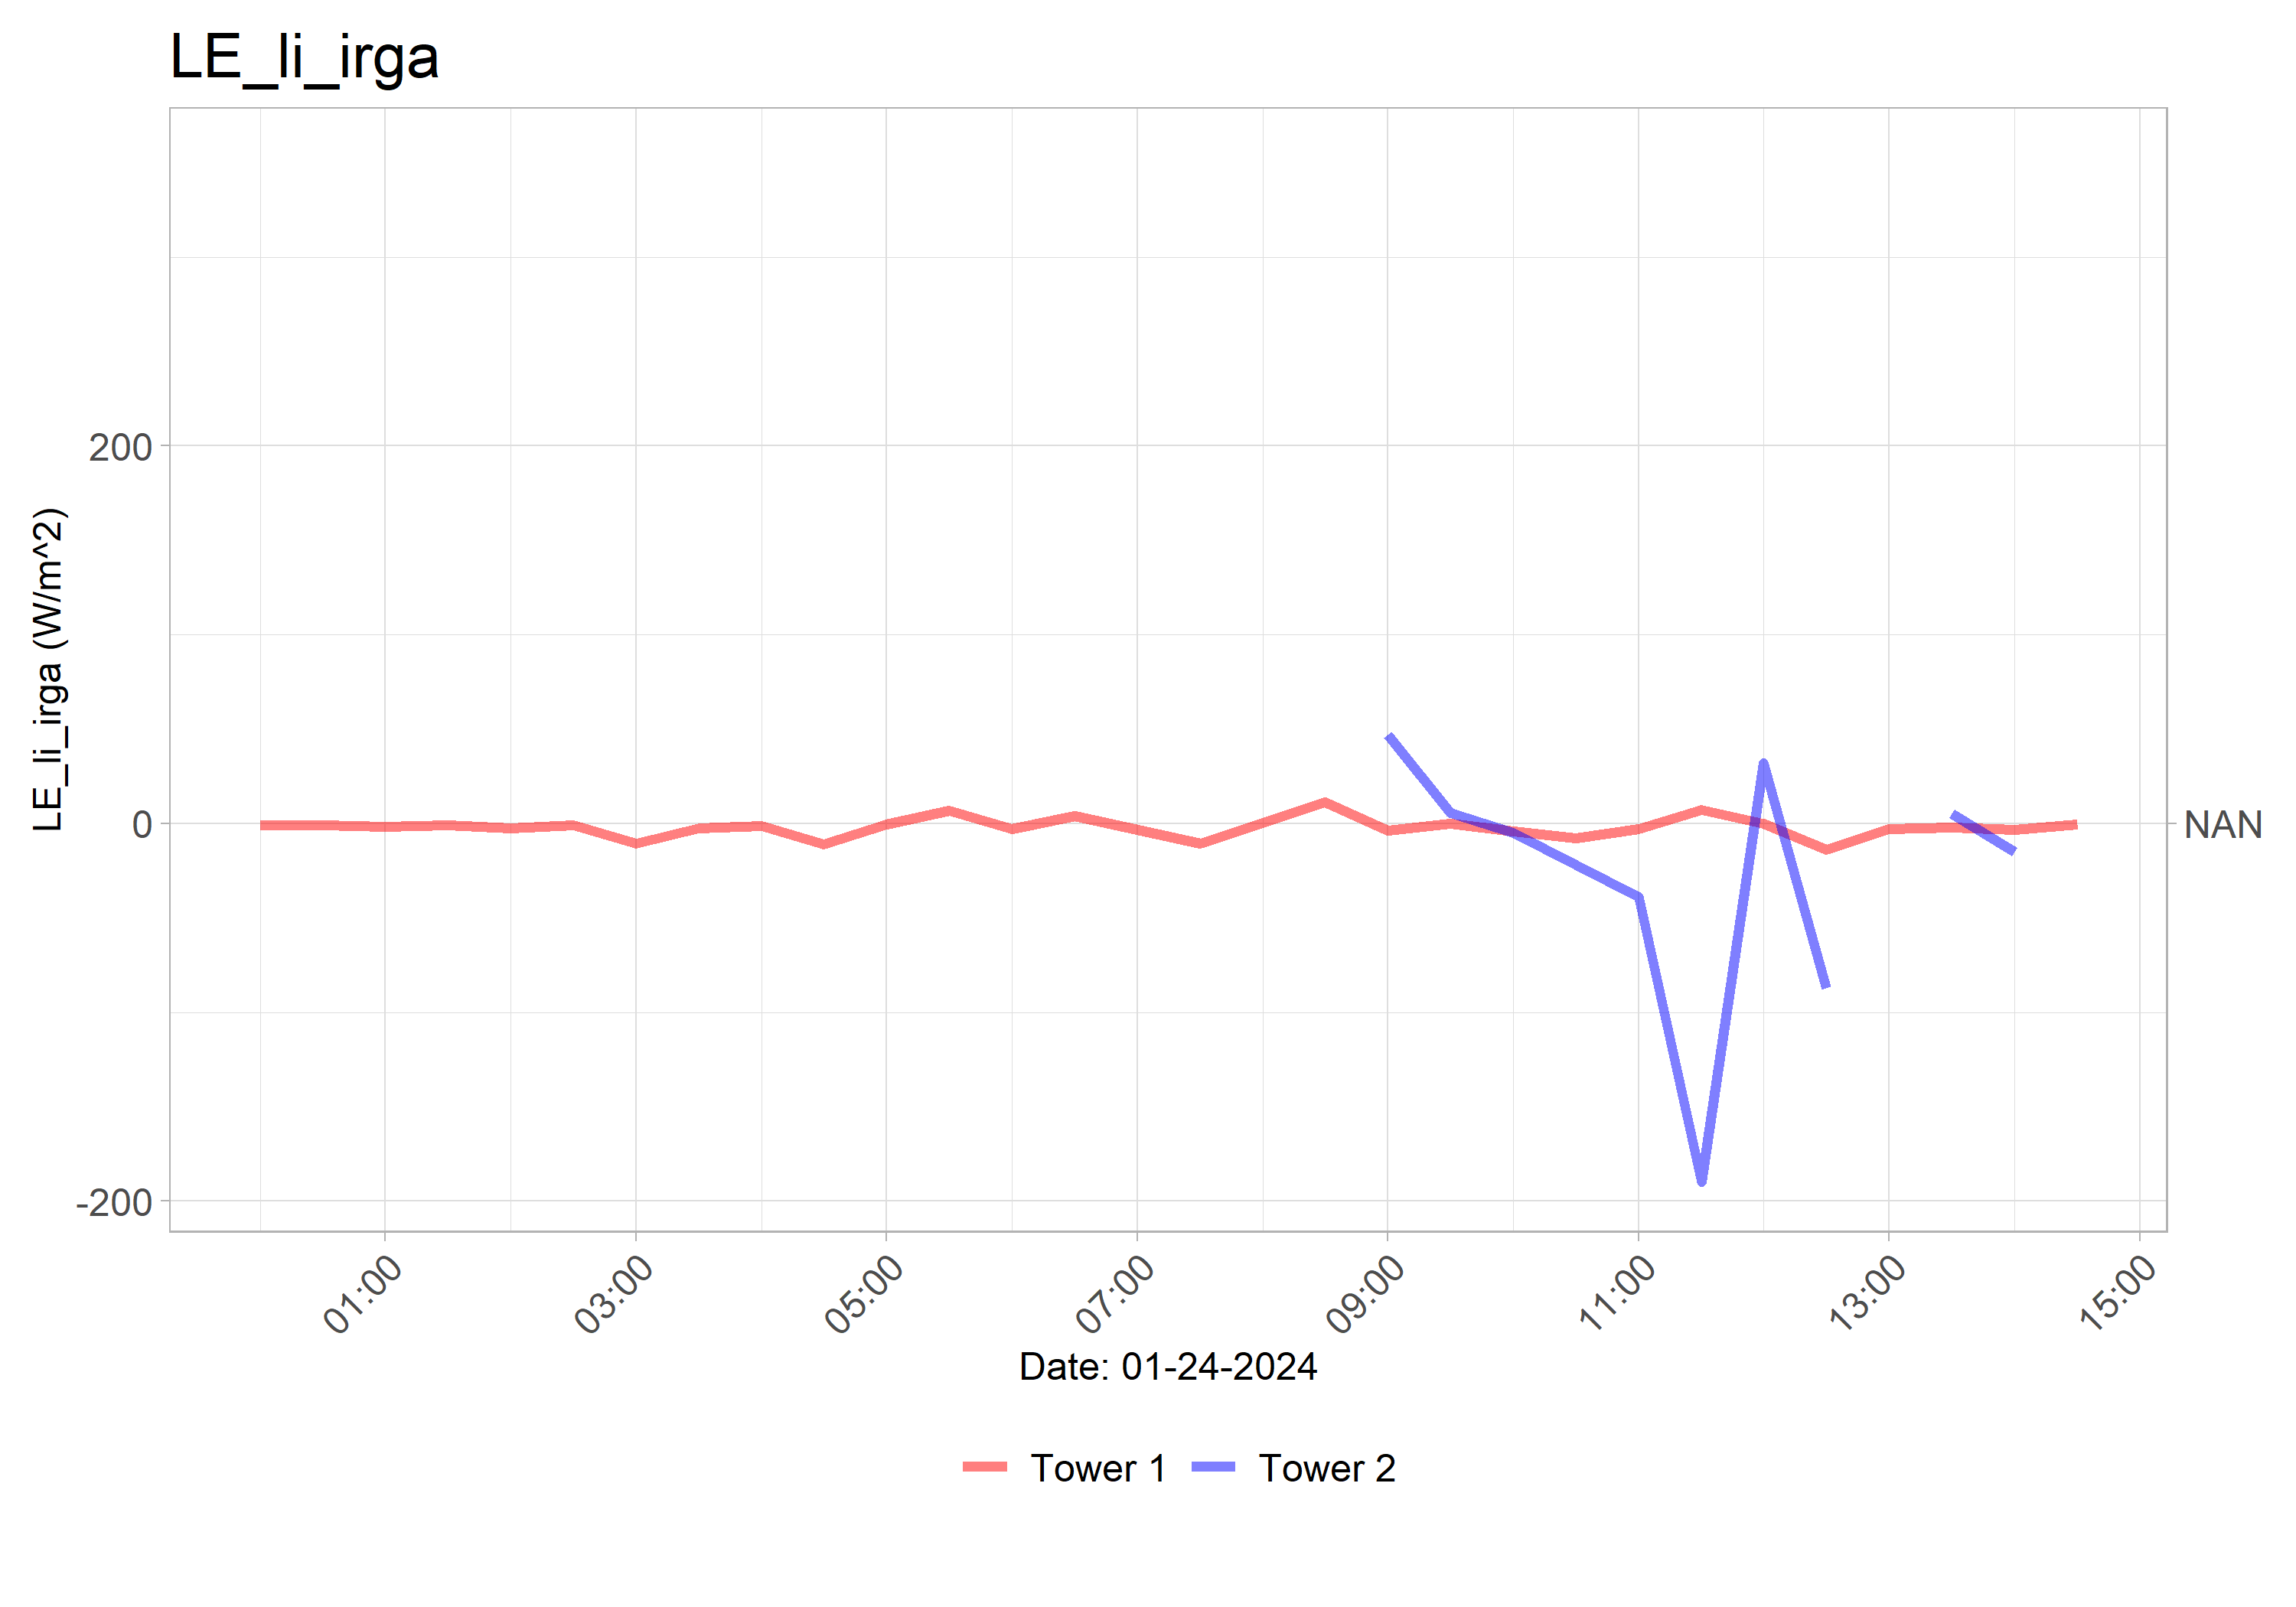 LE_li_irga
LE_li_irga (W/m^2)
200
0
-200
NAN
01:00
03:00
05:00
07:00
09:00
11:00
13:00
15:00
Date: 01-24-2024
Tower 1
Tower 2